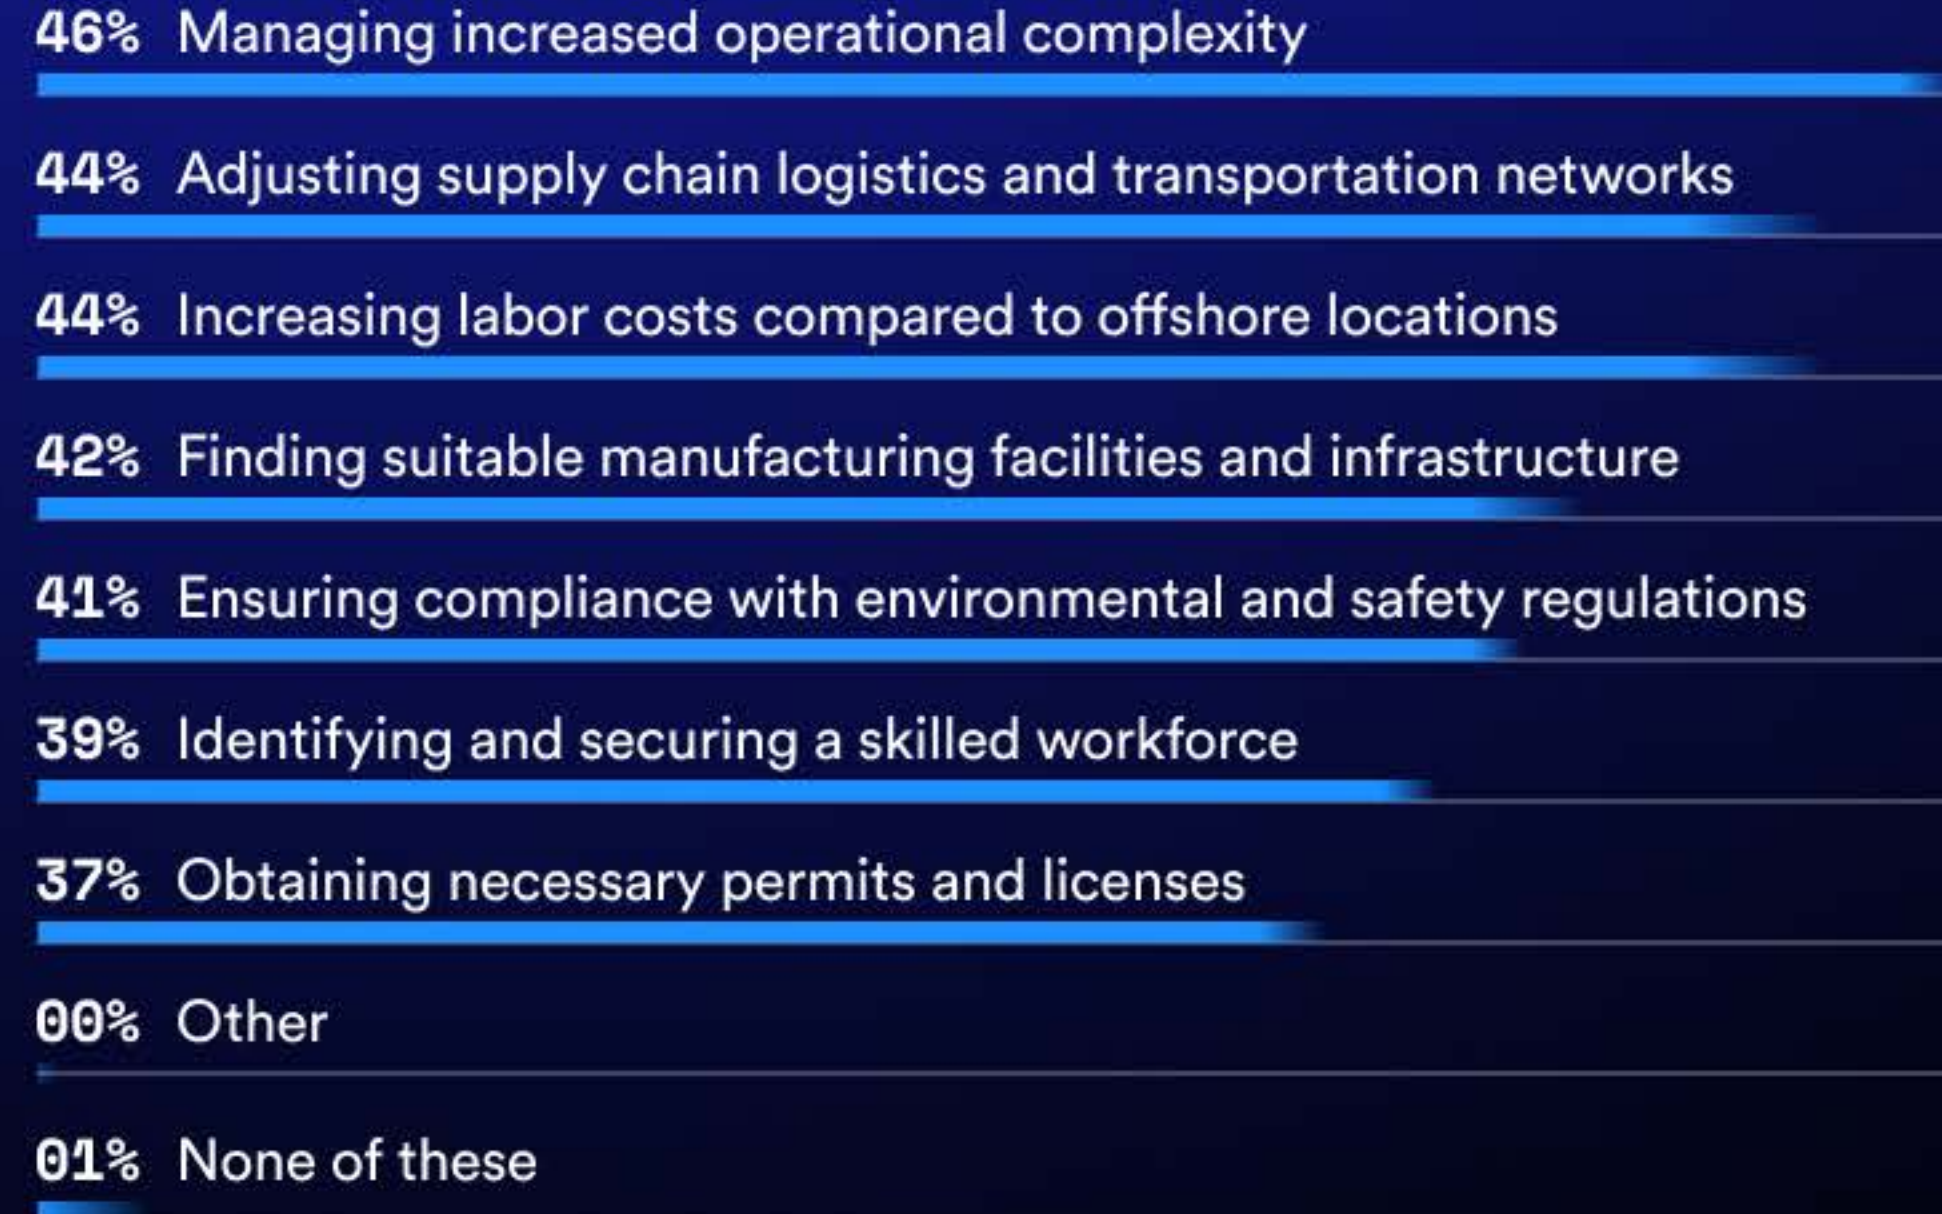 46% Managing increased operational complexity
44% Adjusting supply chain logistics and transportation networks
44% Increasing labor costs compared to offshore locations
42% Finding suitable manufacturing facilities and infrastructure
41% Ensuring compliance with environmental and safety regulations
39% Identifying and securing a skilled workforce
37% Obtaining necessary permits and licenses
00% Other
01% None of these